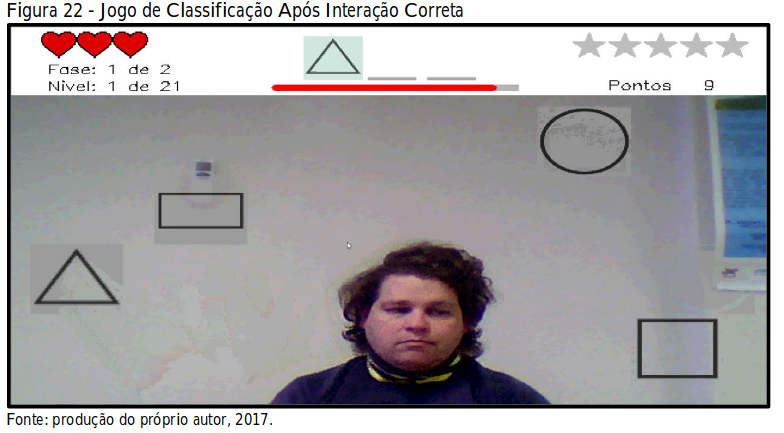 Figura 22 - Jogo de Classificação Após Interação Correta
Fase: 1 de 2
Nível: 1 de 21
Pontos 9
Fonte: produção do próprio autor, 2017.